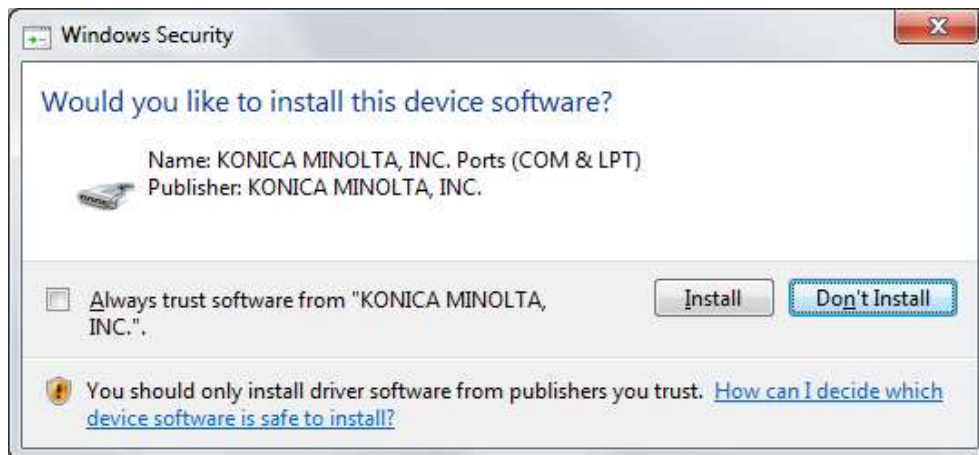 Windows Security
Would you like to install this device software?
Name: KONICA MINOLTA, INC. Ports (COM & LPT)
Publisher: KONICA MINOLTA, INC.
Always trust software from "KONICA MINOLTA,
INC.".
Install
Don't Install
You should only install driver software from publishers you trust. How can I decide which
device software is safe to install?